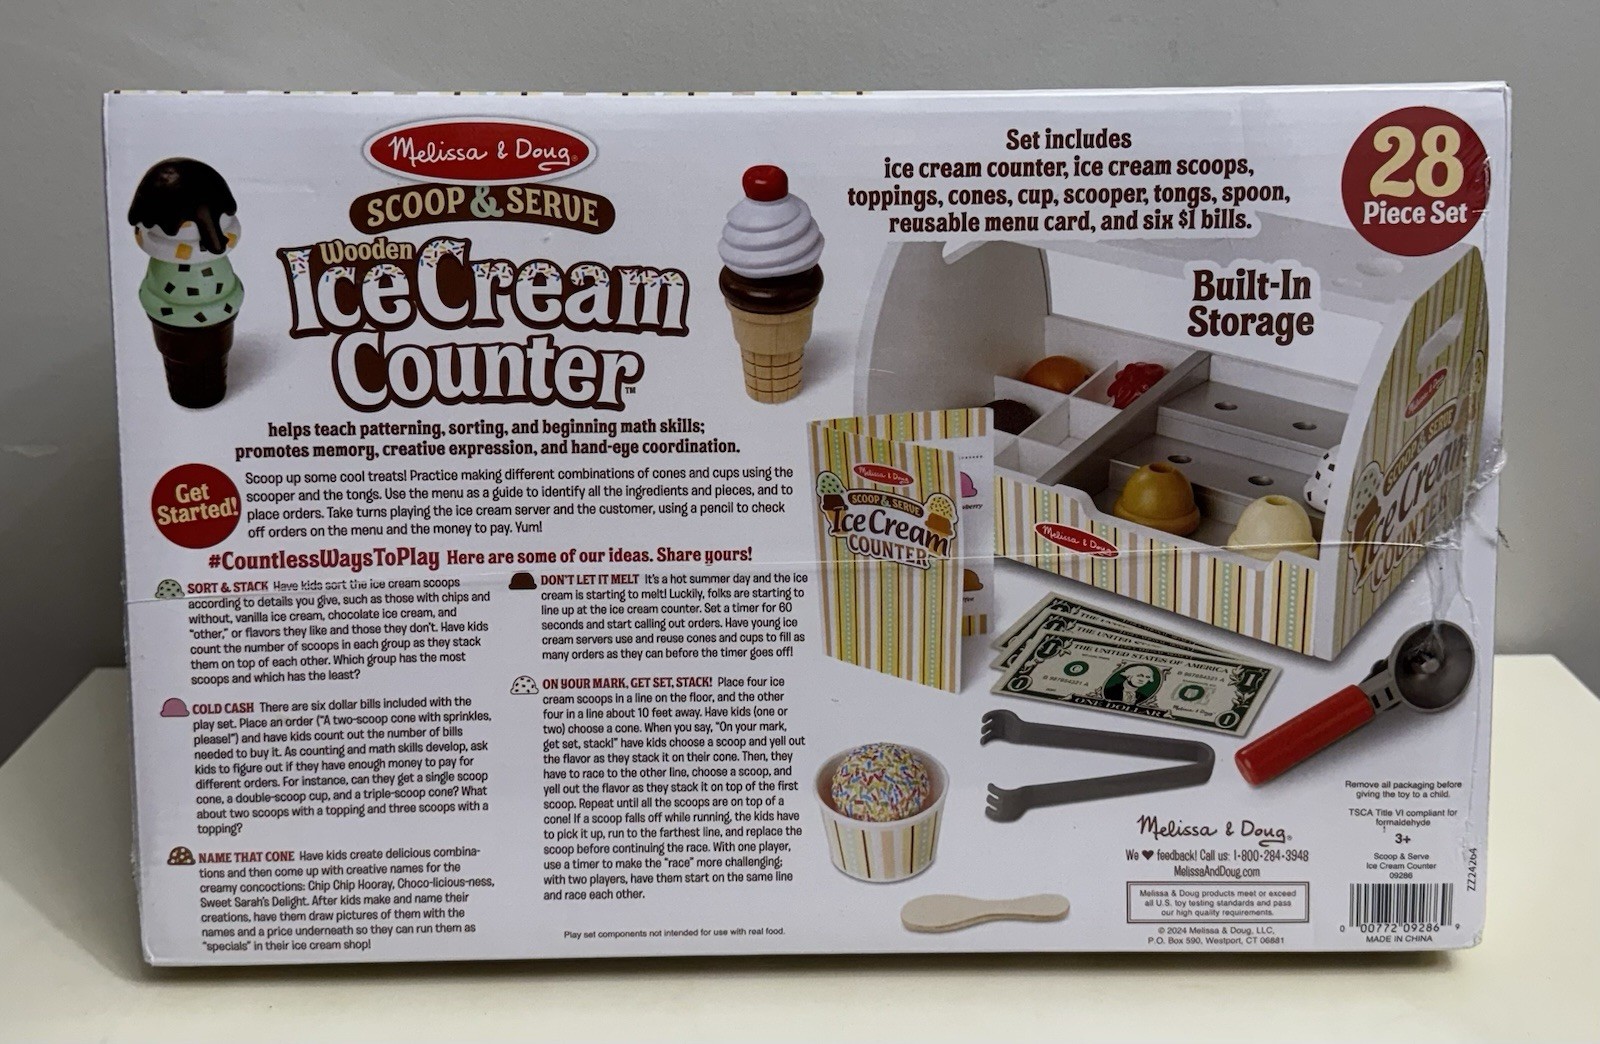 Melissa & Doug®
SCOOP & SERVE
Wooden
Ice Cream
Counter™
helps teach patterning, sorting, and beginning math skills;
promotes memory, creative expression, and hand-eye coordination.
Get
Started!
Scoop up some cool treats! Practice making different combinations of cones and cups using the
scooper and the tongs. Use the menu as a guide to identify all the ingredients and pieces, and to
place orders. Take turns playing the ice cream server and the customer, using a pencil to check
off orders on the menu and the money to pay. Yum!
#CountlessWaysToPlay Here are some of our ideas. Share yours!
SORT & STACK Have kids sort the ice cream scoops
according to details you give, such as those with chips and
without, vanilla ice cream, chocolate ice cream, and
"other," or flavors they like and those they don't. Have kids
count the number of scoops in each group as they stack
them on top of each other. Which group has the most
scoops and which has the least?
COLD CASH There are six dollar bills included with the
play set. Place an order ("A two-scoop cone with sprinkles,
please!") and have kids count out the number of bills
needed to buy it. As counting and math skills develop, ask
kids to figure out if they have enough money to pay for
different orders. For instance, can they get a single scoop
cone, a double-scoop cup, and a triple-scoop cone? What
about two scoops with a topping and three scoops with a
topping?
NAME THAT CONE Have kids create delicious combina-
tions and then come up with creative names for the
creamy concoctions: Chip Chip Hooray, Choco-licious-ness,
Sweet Sarah's Delight. After kids make and name their
creations, have them draw pictures of them with the
names and a price underneath so they can run them as
"specials" in their ice cream shop!
DON'T LET IT MELT It's a hot summer day and the ice
cream is starting to melt! Luckily, folks are starting to
line up at the ice cream counter. Set a timer for 60
seconds and start calling out orders. Have young ice
cream servers use and reuse cones and cups to fill as
many orders as they can before the timer goes off!
ON YOUR MARK, GET SET, STACK! Place four ice
cream scoops in a line on the floor, and the other
four in a line about 10 feet away. Have kids (one or
two) choose a cone. When you say, "On your mark,
get set, stack!" have kids choose a scoop and yell out
the flavor as they stack it on their cone. Then, they
have to race to the other line, choose a scoop, and
yell out the flavor as they stack it on top of the first
scoop. Repeat until all the scoops are on top of a
cone! If a scoop falls off while running, the kids have
to pick it up, run to the farthest line, and replace the
scoop before continuing the race. With one player,
use a timer to make the "race" more challenging;
with two players, have them start on the same line
and race each other.
Play set components not intended for use with real food.
Set includes
ice cream counter, ice cream scoops,
toppings, cones, cup, scooper, tongs, spoon,
reusable menu card, and six $1 bills.
28
Piece Set
Built-In
Storage
Melissa & Doug
SCOOP & SERVE
Ice Cream
COUNTER
Melissa & Doug
Melissa & Doug
SCOOP & SERVE
Ice Cream
COUNTER
THE UNITED STATES
THE UNITED STATES OF AMERICA
ONE DOLLAR
Melissa & Doug®
We ♥ feedback! Call us: 1-800-284-3948
MelissaAndDoug.com
Melissa & Doug products meet or exceed
all U.S. toy testing standards and pass
our high quality requirements.
© 2024 Melissa & Doug, LLC,
P.O. Box 590, Westport, CT 06881
Remove all packaging before
giving the toy to a child.
TSCA Title VI compliant for
formaldehyde
3+
Scoop & Serve
Ice Cream Counter
09286
0 00772 09286 9
MADE IN CHINA
ZZ24264